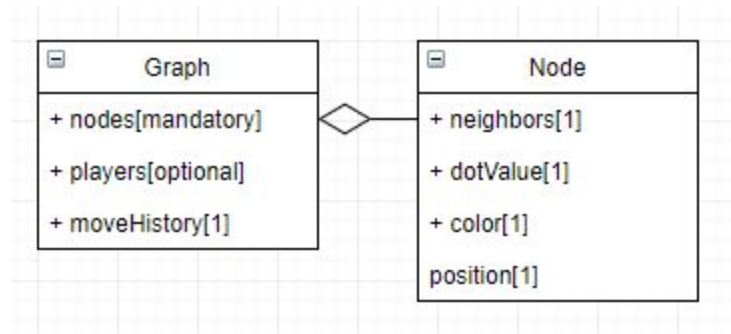 Graph
+ nodes[mandatory]
+ players[optional]
+ moveHistory[1]
Node
+ neighbors[1]
+ dotValue[1]
+ color[1]
position[1]